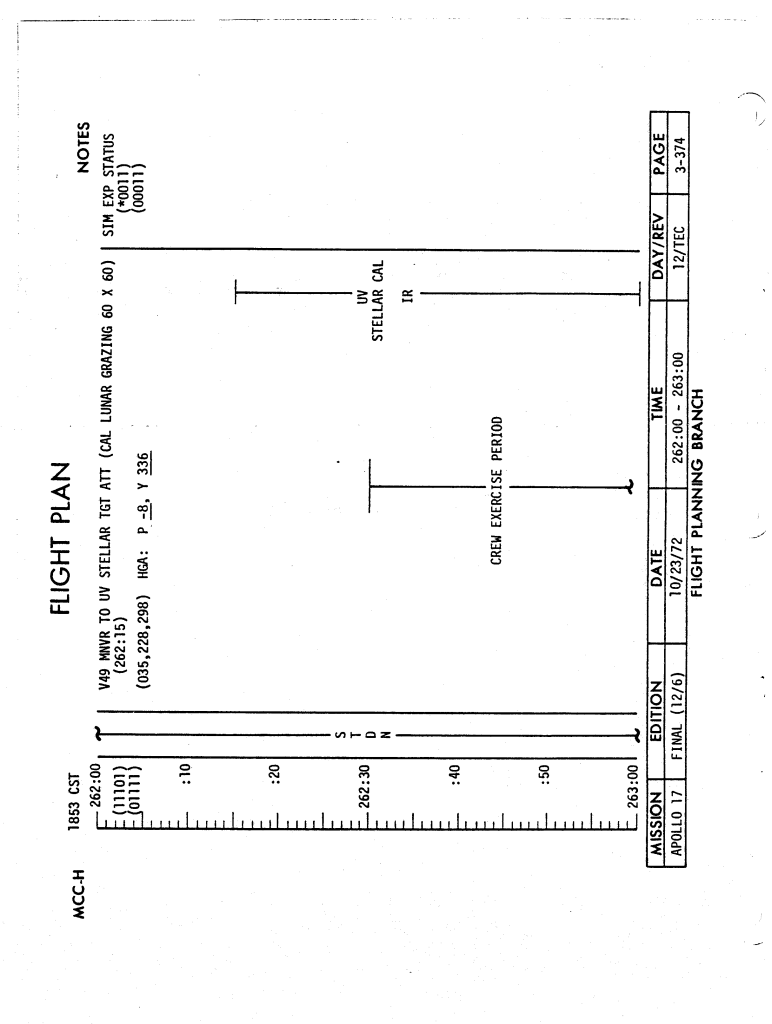 FLIGHT PLAN
MCC-H
1853 CST
NOTES
262:00
V49 MNVR TO UV STELLAR TGT ATT (CAL LUNAR GRAZING 60 X 60)
SIM EXP STATUS
(11101)
(262:15)
(*0011)
(01111)
(035,228,298) HGA: P -8, Y 336
(00011)
:10
:20
262:30
S
T
D
N
UV
STELLAR CAL
IR
:40
CREW EXERCISE PERIOD
:50
263:00
MISSION EDITION DATE TIME DAY/REV PAGE
APOLLO 17 FINAL (12/6) 10/23/72 262:00 - 263:00 12/TEC 3-374
FLIGHT PLANNING BRANCH